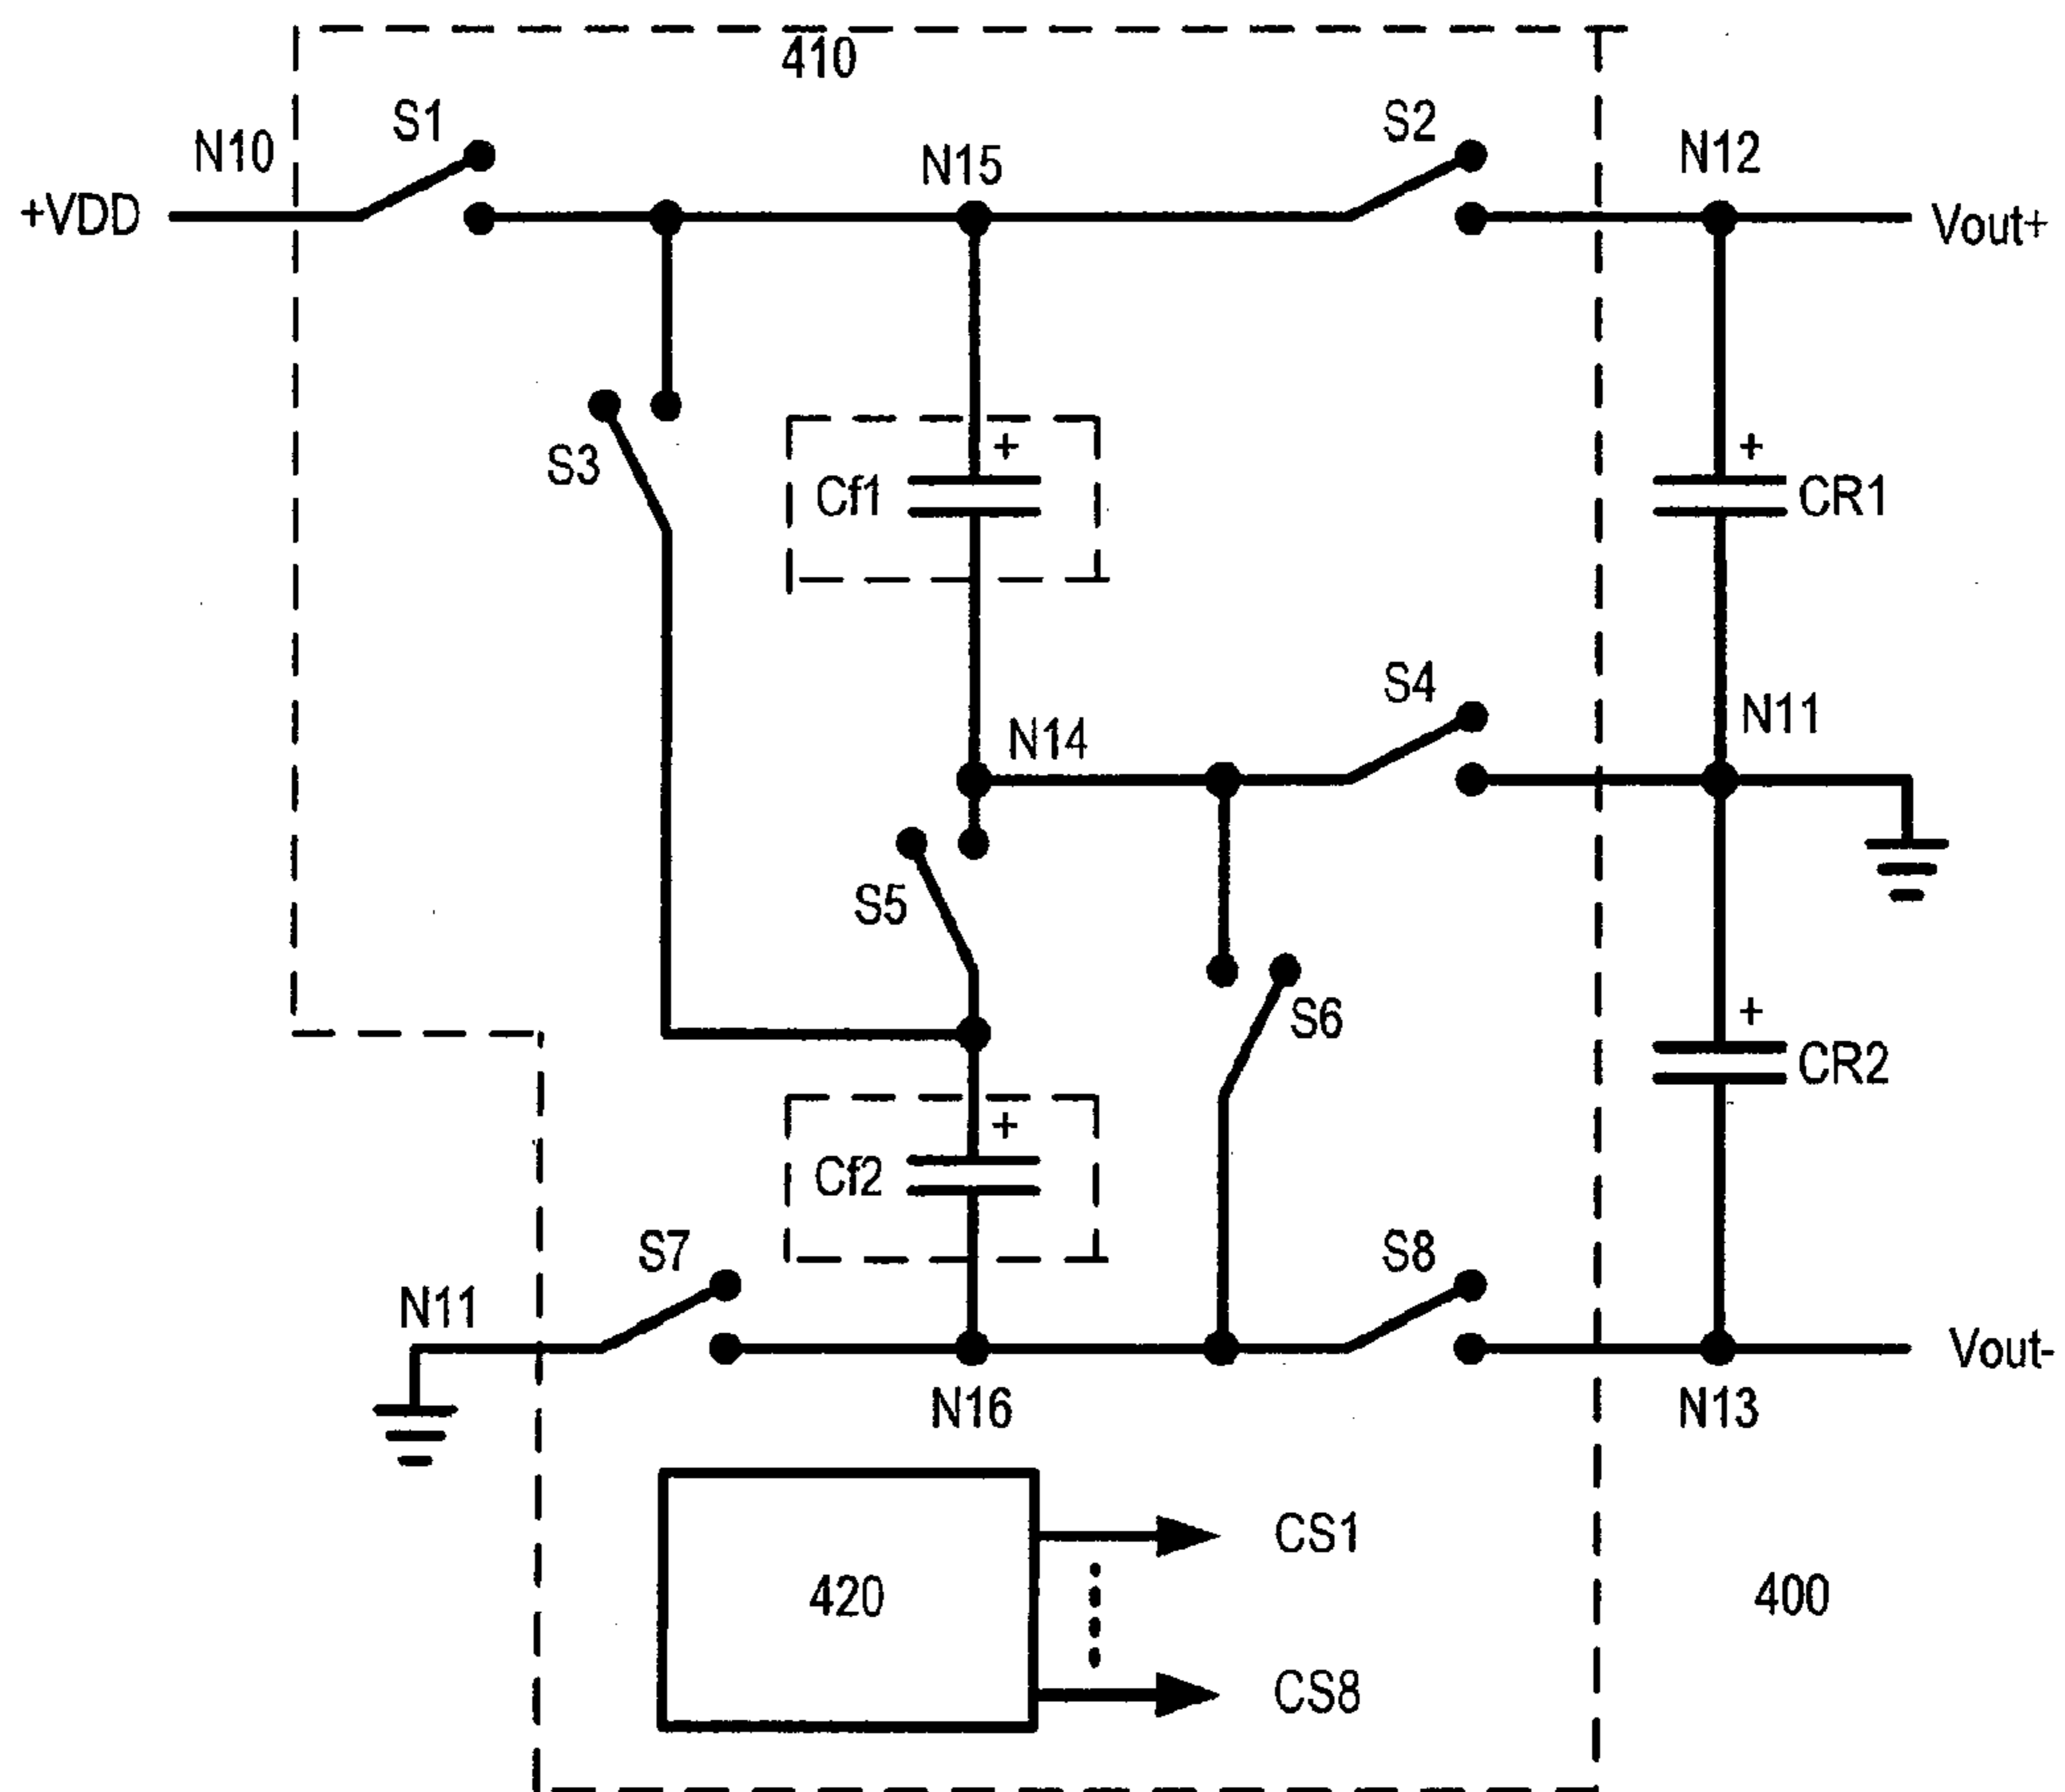 410
S1
S2
N10
N15
N12
+VDD
Vout+
+
+
S3
Cf1
CR1
S4
N14
N11
S5
S6
+
CR2
+
Cf2
S7
S8
N11
Vout-
N16
N13
CS1
420
400
CS8